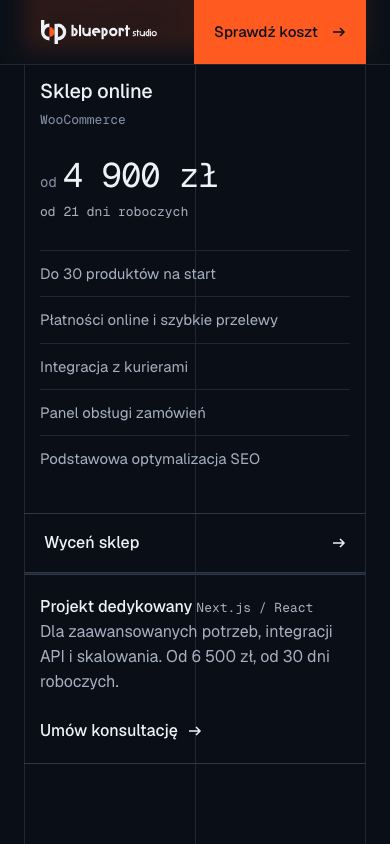 blueport studio
Sprawdź koszt →
Sklep online
WooCommerce
od 4 900 zł
od 21 dni roboczych
Do 30 produktów na start
Płatności online i szybkie przelewy
Integracja z kurierami
Panel obsługi zamówień
Podstawowa optymalizacja SEO
Wyceń sklep →
Projekt dedykowany Next.js / React
Dla zaawansowanych potrzeb, integracji
API i skalowania. Od 6 500 zł, od 30 dni
roboczych.
Umów konsultację →